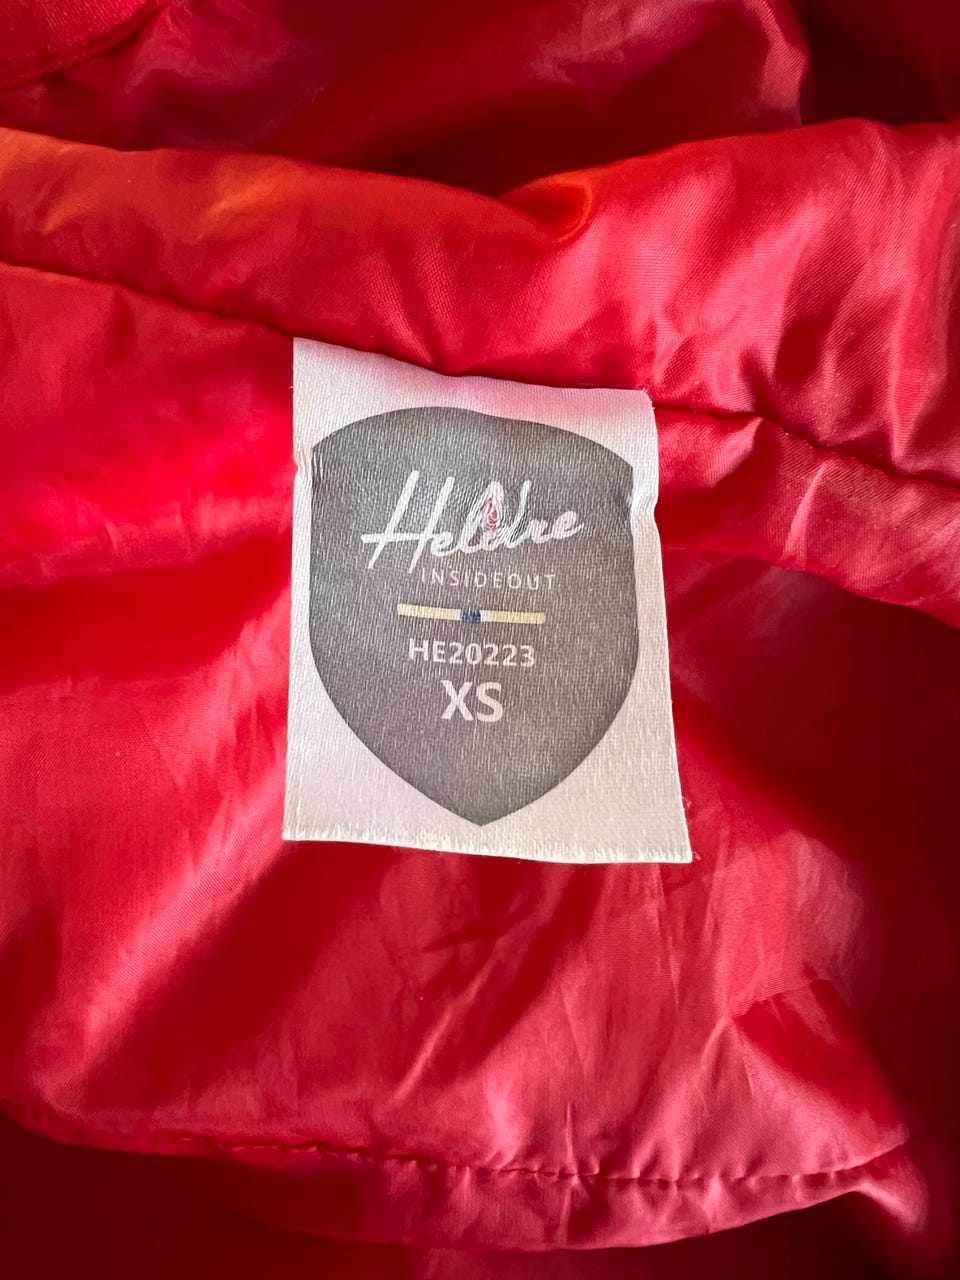 Heldre
INSIDEOUT
HE20223
XS